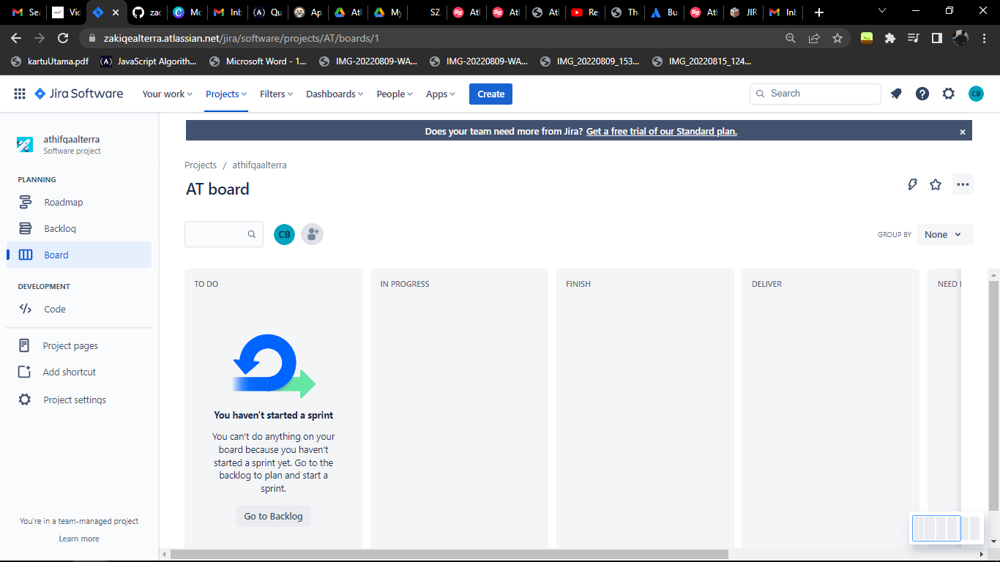 Se
Vic
zac
Mc
Inb
Qu
Ap
Atl
My
SZ
Atl
Atl
Atl
Re
Th
Bu
Atl
JIR
Inb
zakiqealterra.atlassian.net/jira/software/projects/AT/boards/1
kartuUtama.pdf
JavaScript Algorith...
Microsoft Word - 1...
IMG-20220809-WA...
IMG-20220809-WA...
IMG_20220809_153...
IMG_20220815_124...
Jira Software
Your work
Projects
Filters
Dashboards
People
Apps
Create
Search
CB
athifqaalterra
Software project
PLANNING
Roadmap
Backlog
Board
DEVELOPMENT
Code
Project pages
Add shortcut
Project settings
You're in a team-managed project
Learn more
Does your team need more from Jira? Get a free trial of our Standard plan.
Projects / athifqaalterra
AT board
CB
GROUP BY
None
TO DO
IN PROGRESS
FINISH
DELIVER
NEED
You haven't started a sprint
You can't do anything on your
board because you haven't
started a sprint yet. Go to the
backlog to plan and start a
sprint.
Go to Backlog